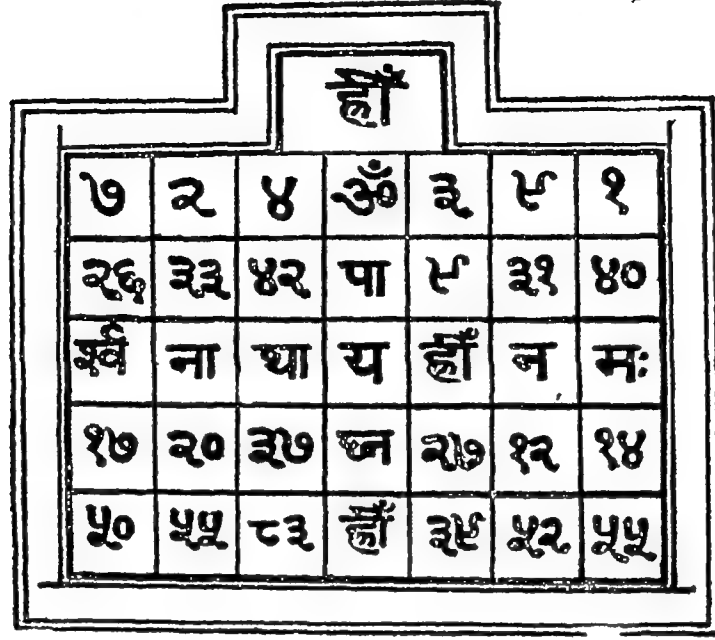 ह्रीं
७ २ ४ ॐ ३ ९ १
२६ ३३ ४२ पा ९ ३१ ४०
र्श्व ना था य ह्रीं न मः
१७ २० ३७ घ्न २७ १२ १४
५० ५५ ८३ ह्रीं ३९ ५२ ५५